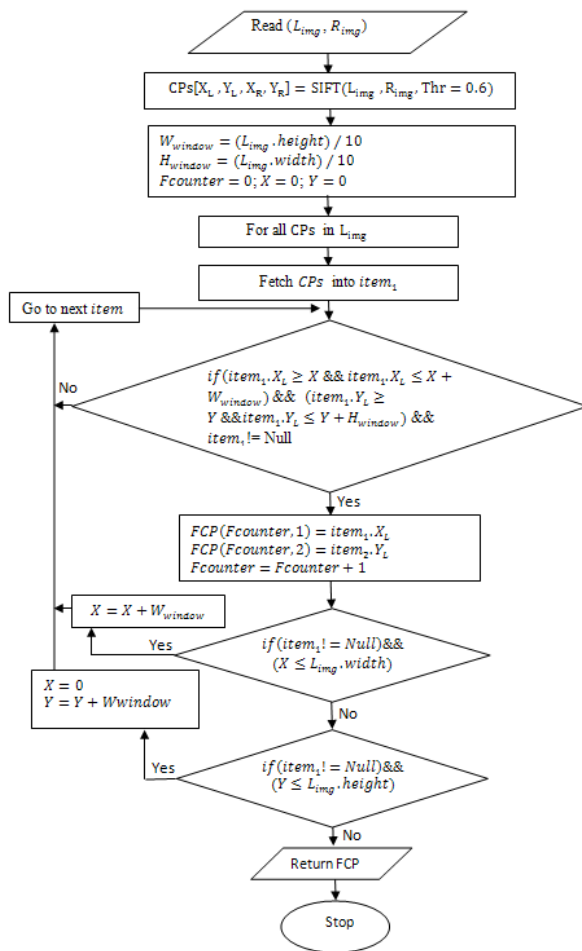 Read (L_img, R_img)
CPs[X_L, Y_L, X_R, Y_R] = SIFT(L_img, R_img, Thr = 0.6)
W_window = (L_img.height) / 10
H_window = (L_img.width) / 10
Fcounter = 0; X = 0; Y = 0
For all CPs in L_img
Fetch CPs into item_1
Go to next item
if(item_1.X_L ≥ X && item_1.X_L ≤ X +
W_window) && (item_1.Y_L ≥
Y &&item_1.Y_L ≤ Y + H_window) &&
item_1 != Null
No
Yes
FCP(Fcounter, 1) = item_1.X_L
FCP(Fcounter, 2) = item_2.Y_L
Fcounter = Fcounter + 1
X = X + W_window
Yes
if(item_1! = Null)&&
(X ≤ L_img.width)
X = 0
Y = Y + Wwindow
No
Yes
if(item_1! = Null)&&
(Y ≤ L_img.height)
No
Return FCP
Stop